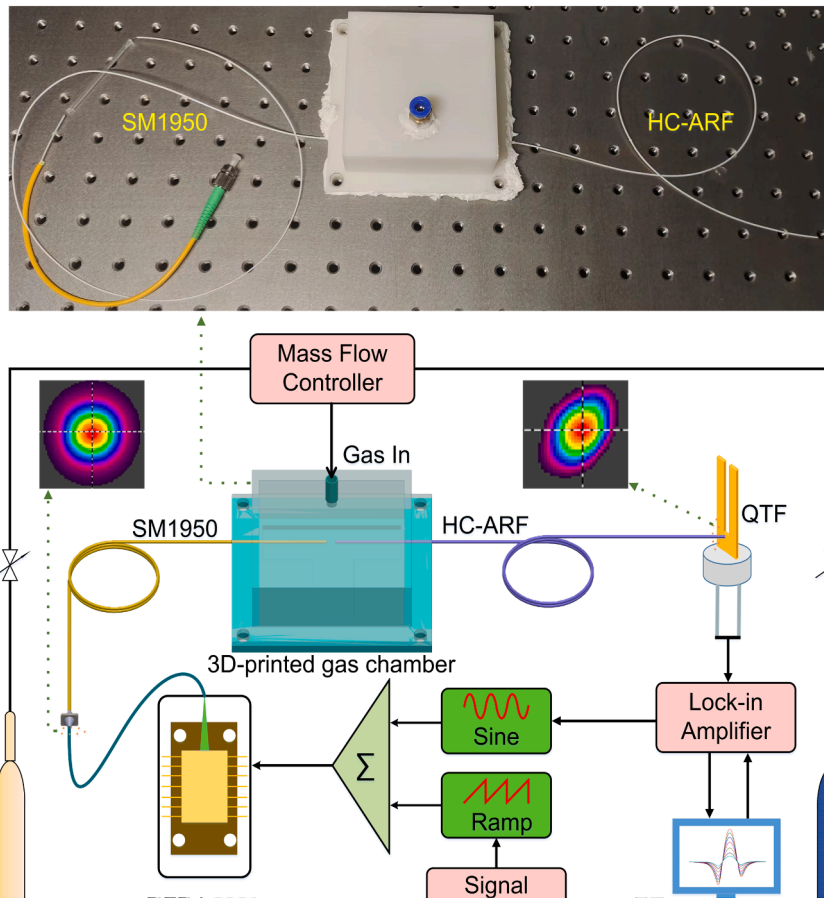 SM1950
HC-ARF
Mass Flow
Controller
Gas In
SM1950
HC-ARF
QTF
3D-printed gas chamber
Lock-in
Amplifier
Sine
Σ
Ramp
Signal